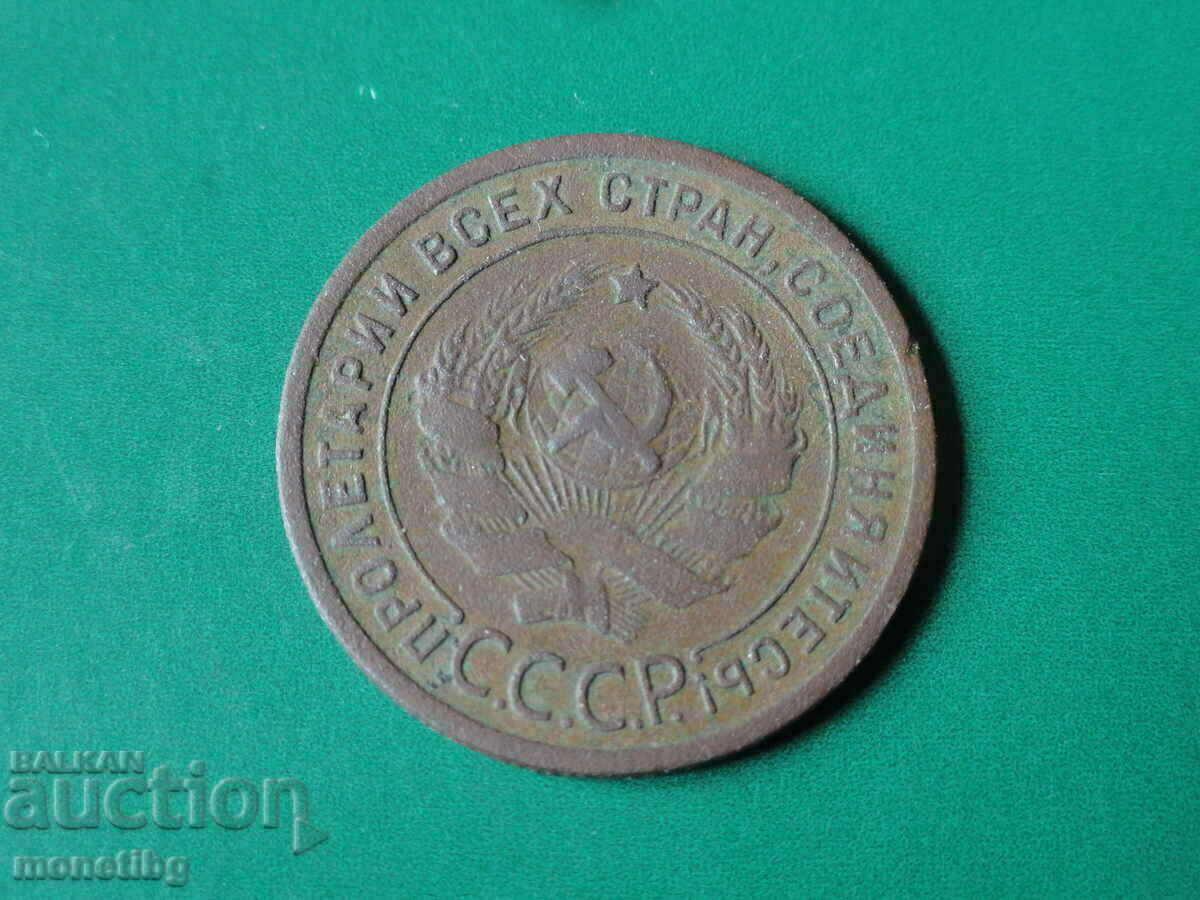 ПРОЛЕТАРИИ ВСЕХ СТРАН, СОЕДИНЯЙТЕСЬ!
С.С.С.Р.
BALKAN
auction
monetibg